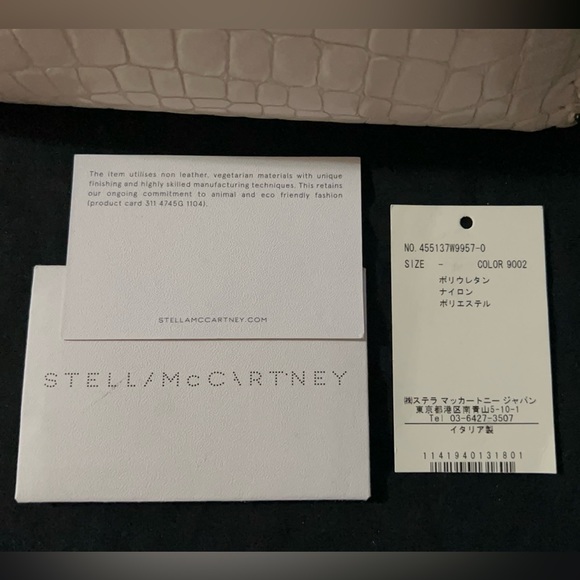 The item utilises non leather, vegetarian materials with unique
finishing and highly skilled manufacturing techniques. This retains
our ongoing commitment to animal and eco friendly fashion
(product card 311 4745G 1104).
STELLAMCCARTNEY.COM
STELLA McCARTNEY
NO. 455137W9957-0
SIZE - COLOR 9002
ポリウレタン
ナイロン
ポリエステル
㈱ステラ マッカートニー ジャパン
東京都港区南青山5-10-1
Tel 03-6427-3507
イタリア製
1141940131801